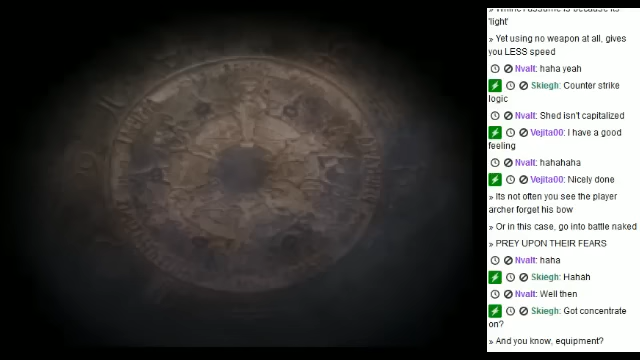 'light'
» Yet using no weapon at all, gives
you LESS speed
Nvalt: haha yeah
Skiegh: Counter strike
logic
Nvalt: Shed isn't capitalized
Vejita00: I have a good
feeling
Nvalt: hahahaha
Vejita00: Nicely done
» Its not often you see the player
archer forget his bow
» Or in this case, go into battle naked
» PREY UPON THEIR FEARS
Nvalt: haha
Skiegh: Hahah
Nvalt: Well then
Skiegh: Got concentrate
on?
» And you know, equipment?